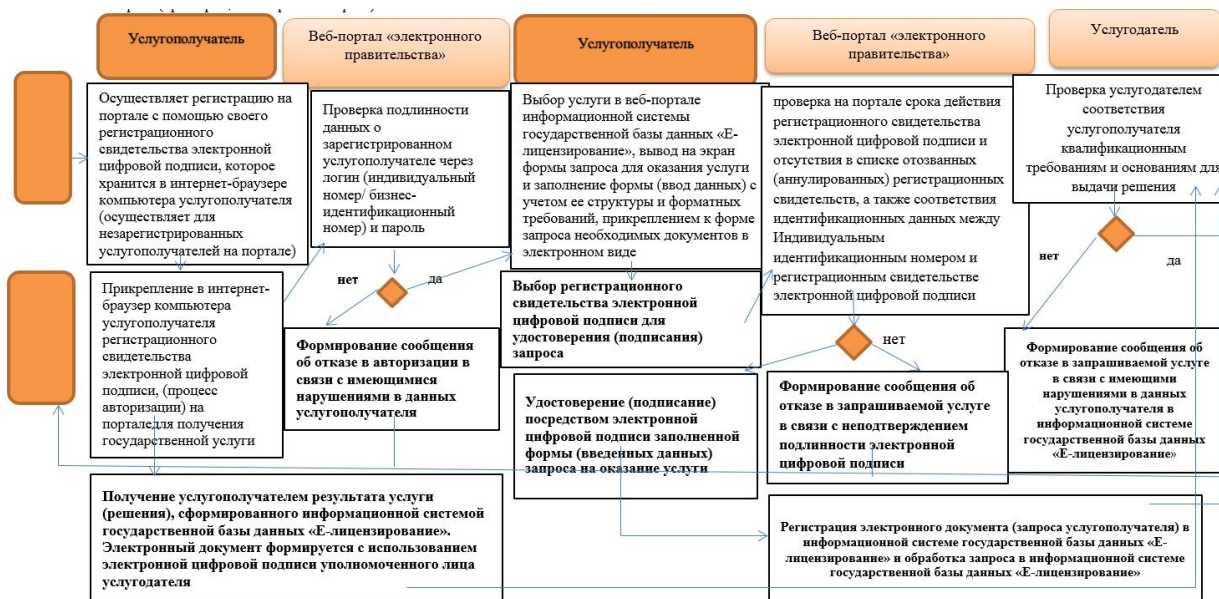 Услугополучатель
Веб-портал «электронного
правительства»
Услугополучатель
Веб-портал «электронного
правительства»
Услугодатель
Осуществляет регистрацию на
портале с помощью своего
регистрационного
свидетельства электронной
цифровой подписи, которое
хранится в интернет-браузере
компьютера услугополучателя
(осуществляет для
незарегистрированных
услугополучателей на портале)
Проверка подлинности
данных о
зарегистрированном
услугополучателе через
логин (индивидуальный
номер/ бизнес-
идентификационный
номер) и пароль
Выбор услуги в веб-портале
информационной системы
государственной базы данных «Е-
лицензирование», вывод на экран
формы запроса для оказания услуги
и заполнение формы (ввод данных) с
учетом ее структуры и форматных
требований, прикреплением к форме
запроса необходимых документов в
электронном виде
проверка на портале срока действия
регистрационного свидетельства
электронной цифровой подписи и
отсутствия в списке отозванных
(аннулированных) регистрационных
свидетельств, а также соответствия
идентификационных данных между
Индивидуальным
идентификационным номером и
регистрационным свидетельстве
электронной цифровой подписи
Проверка услугодателем
соответствия
услугополучателя
квалификационным
требованиям и основаниям для
выдачи решения
нет
да
нет
да
Прикрепление в интернет-
браузер компьютера
услугополучателя
регистрационного
свидетельства
электронной цифровой
подписи, (процесс
авторизации) на
порталедля получения
государственной услуги
Формирование сообщения
об отказе в авторизации в
связи с имеющимися
нарушениями в данных
услугополучателя
Выбор регистрационного
свидетельства электронной
цифровой подписи для
удостоверения (подписания)
запроса
нет
Удостоверение (подписание)
посредством электронной
цифровой подписи заполненной
формы (введенных данных)
запроса на оказание услуги
Формирование сообщения об
отказе в запрашиваемой услуге
в связи с неподтверждением
подлинности электронной
цифровой подписи
Формирование сообщения об
отказе в запрашиваемой услуге
в связи с имеющими
нарушениями в данных
услугополучателя в
информационной системе
государственной базы данных
«Е-лицензирование»
Получение услугополучателем результата услуги
(решения), сформированного информационной системой
государственной базы данных «Е-лицензирование».
Электронный документ формируется с использованием
электронной цифровой подписи уполномоченного лица
услугодателя
Регистрация электронного документа (запроса услугополучателя) в
информационной системе государственной базы данных «Е-
лицензирование» и обработка запроса в информационной системе
государственной базы данных «Е-лицензирование»